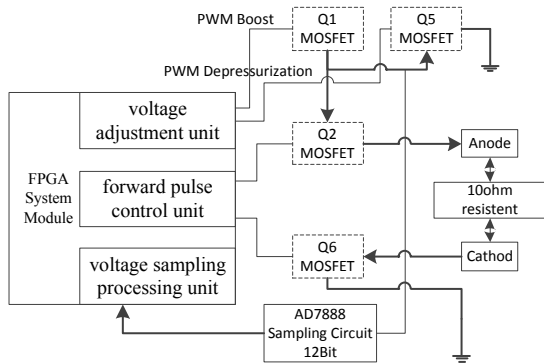 PWM Boost
Q1
MOSFET
Q5
MOSFET
PWM Depressurization
FPGA
System
Module
voltage
adjustment unit
forward pulse
control unit
voltage sampling
processing unit
Q2
MOSFET
Anode
10ohm
resistent
Cathod
Q6
MOSFET
AD7888
Sampling Circuit
12Bit